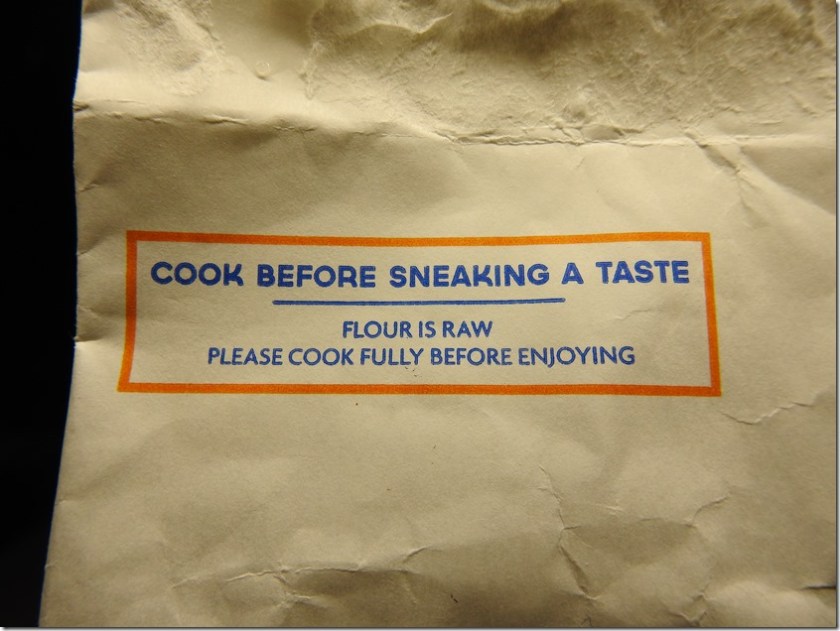 COOK BEFORE SNEAKING A TASTE
FLOUR IS RAW
PLEASE COOK FULLY BEFORE ENJOYING